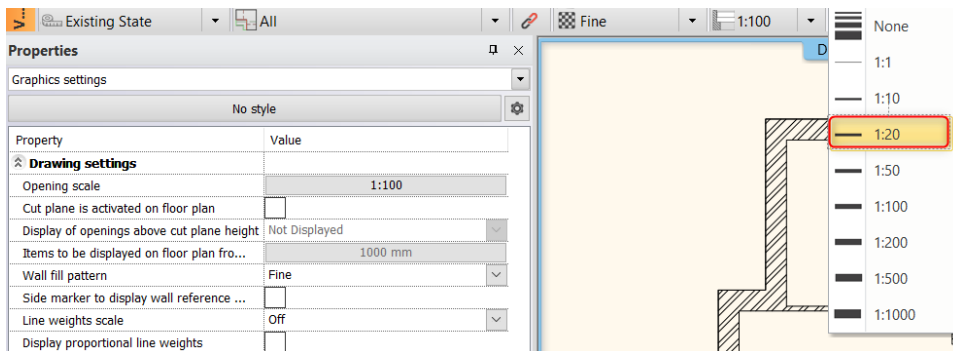 Existing State All Fine 1:100
Properties
Graphics settings
No style
Property Value
Drawing settings
Opening scale 1:100
Cut plane is activated on floor plan
Display of openings above cut plane height Not Displayed
Items to be displayed on floor plan fro... 1000 mm
Wall fill pattern Fine
Side marker to display wall reference ...
Line weights scale Off
Display proportional line weights
D
None
1:1
1:10
1:20
1:50
1:100
1:200
1:500
1:1000